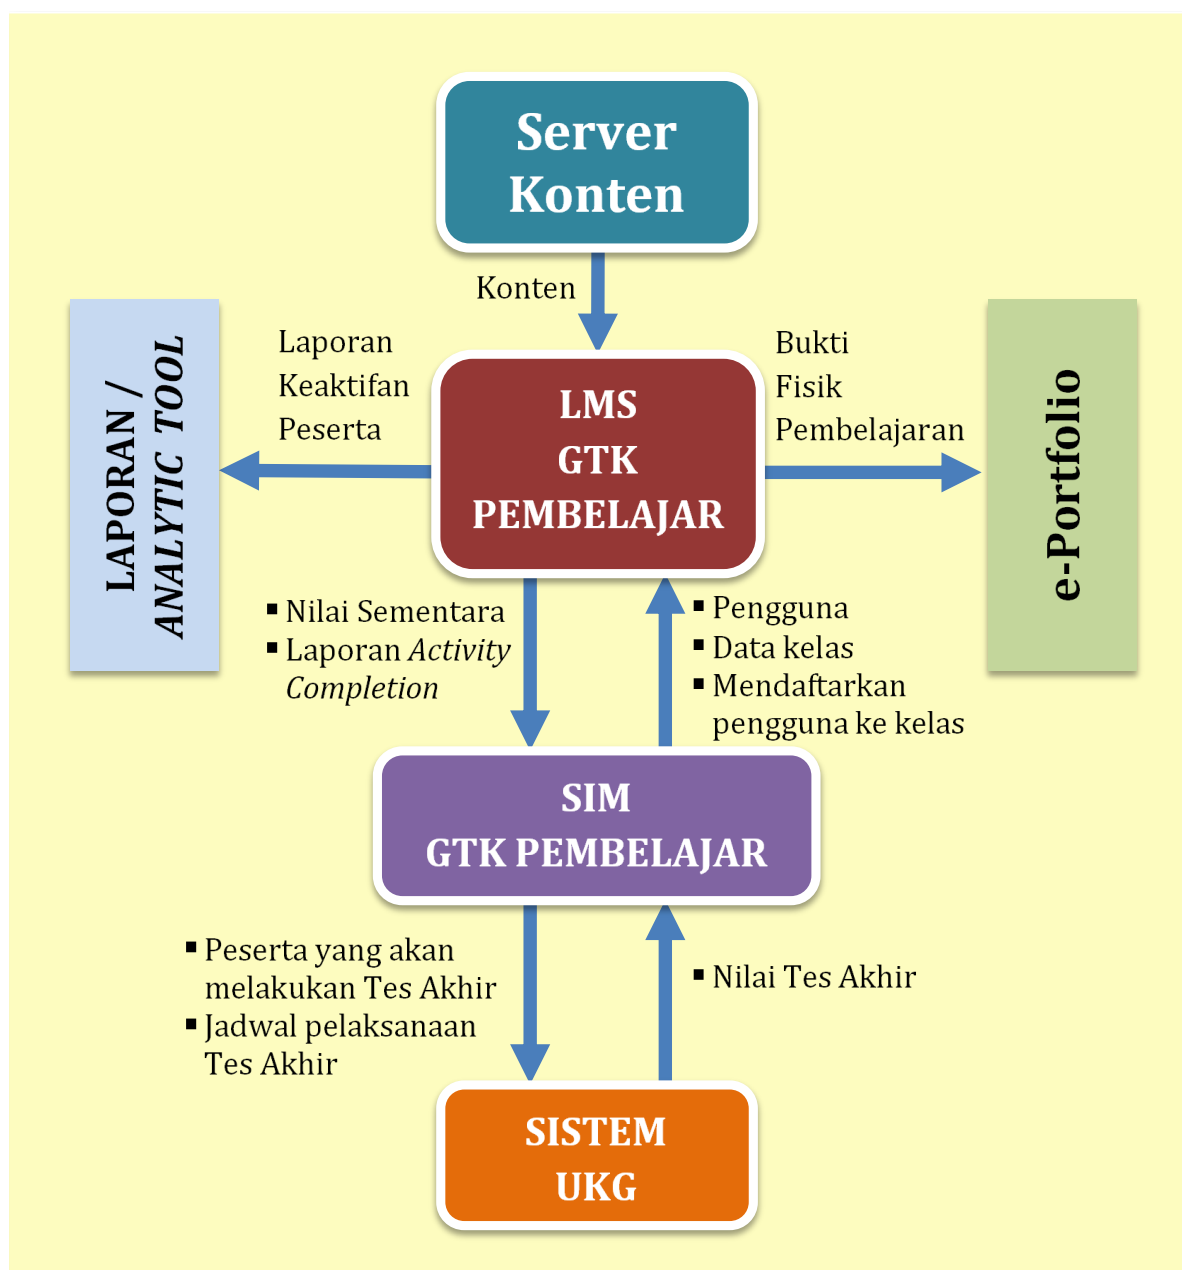 Server
Konten
Konten
LAPORAN /
ANALYTIC TOOL
Laporan
Keaktifan
Peserta
LMS
GTK
PEMBELAJAR
Bukti
Fisik
Pembelajaran
e-Portfolio
▪ Nilai Sementara
▪ Laporan Activity
Completion
▪ Pengguna
▪ Data kelas
▪ Mendaftarkan
pengguna ke kelas
SIM
GTK PEMBELAJAR
▪ Peserta yang akan
melakukan Tes Akhir
▪ Jadwal pelaksanaan
Tes Akhir
▪ Nilai Tes Akhir
SISTEM
UKG